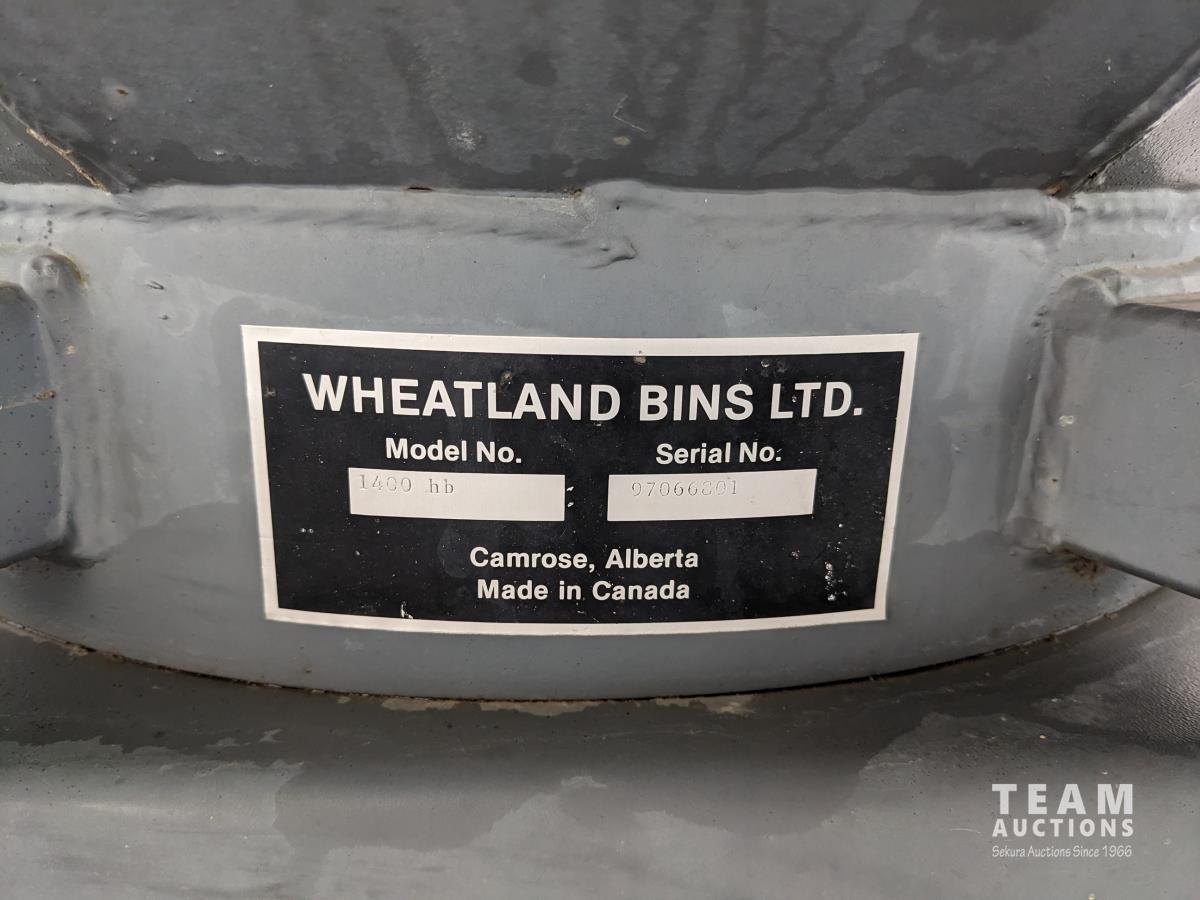 WHEATLAND BINS LTD.
Model No. Serial No.
1400 hb 97066801
Camrose, Alberta
Made in Canada
TEAM
AUCTIONS
Sekura Auctions Since 1966